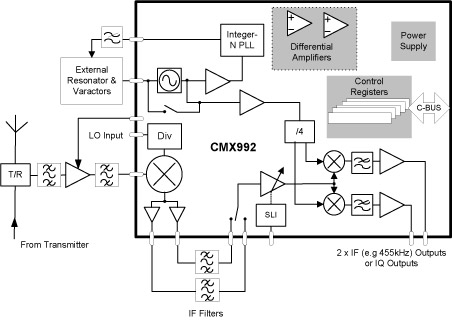 Integer-
N PLL
Differential
Amplifiers
Power
Supply
External
Resonator &
Varactors
Control
Registers
C-BUS
LO Input
Div
CMX992
/4
T/R
SLI
From Transmitter
IF Filters
2 x IF (e.g 455kHz) Outputs
or IQ Outputs